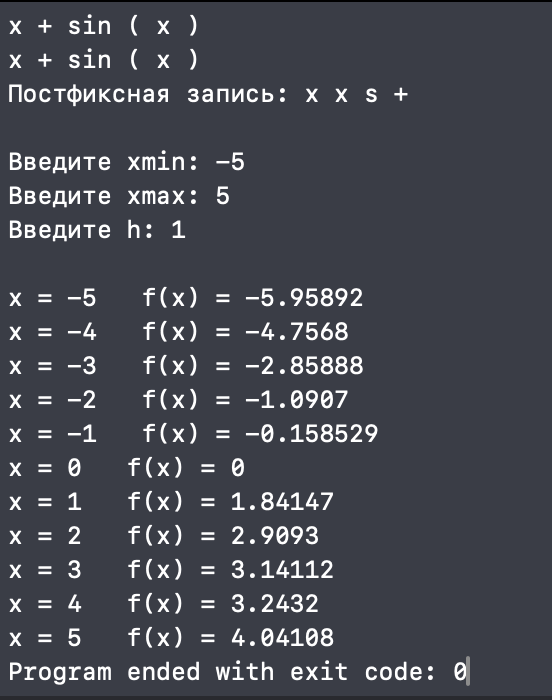 x + sin ( x )
x + sin ( x )
Постфиксная запись: x x s +
Введите xmin: -5
Введите xmax: 5
Введите h: 1
x = -5   f(x) = -5.95892
x = -4   f(x) = -4.7568
x = -3   f(x) = -2.85888
x = -2   f(x) = -1.0907
x = -1   f(x) = -0.158529
x = 0   f(x) = 0
x = 1   f(x) = 1.84147
x = 2   f(x) = 2.9093
x = 3   f(x) = 3.14112
x = 4   f(x) = 3.2432
x = 5   f(x) = 4.04108
Program ended with exit code: 0